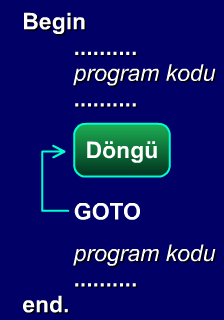 Begin
..........
program kodu
..........
Döngü
GOTO
program kodu
..........
end.